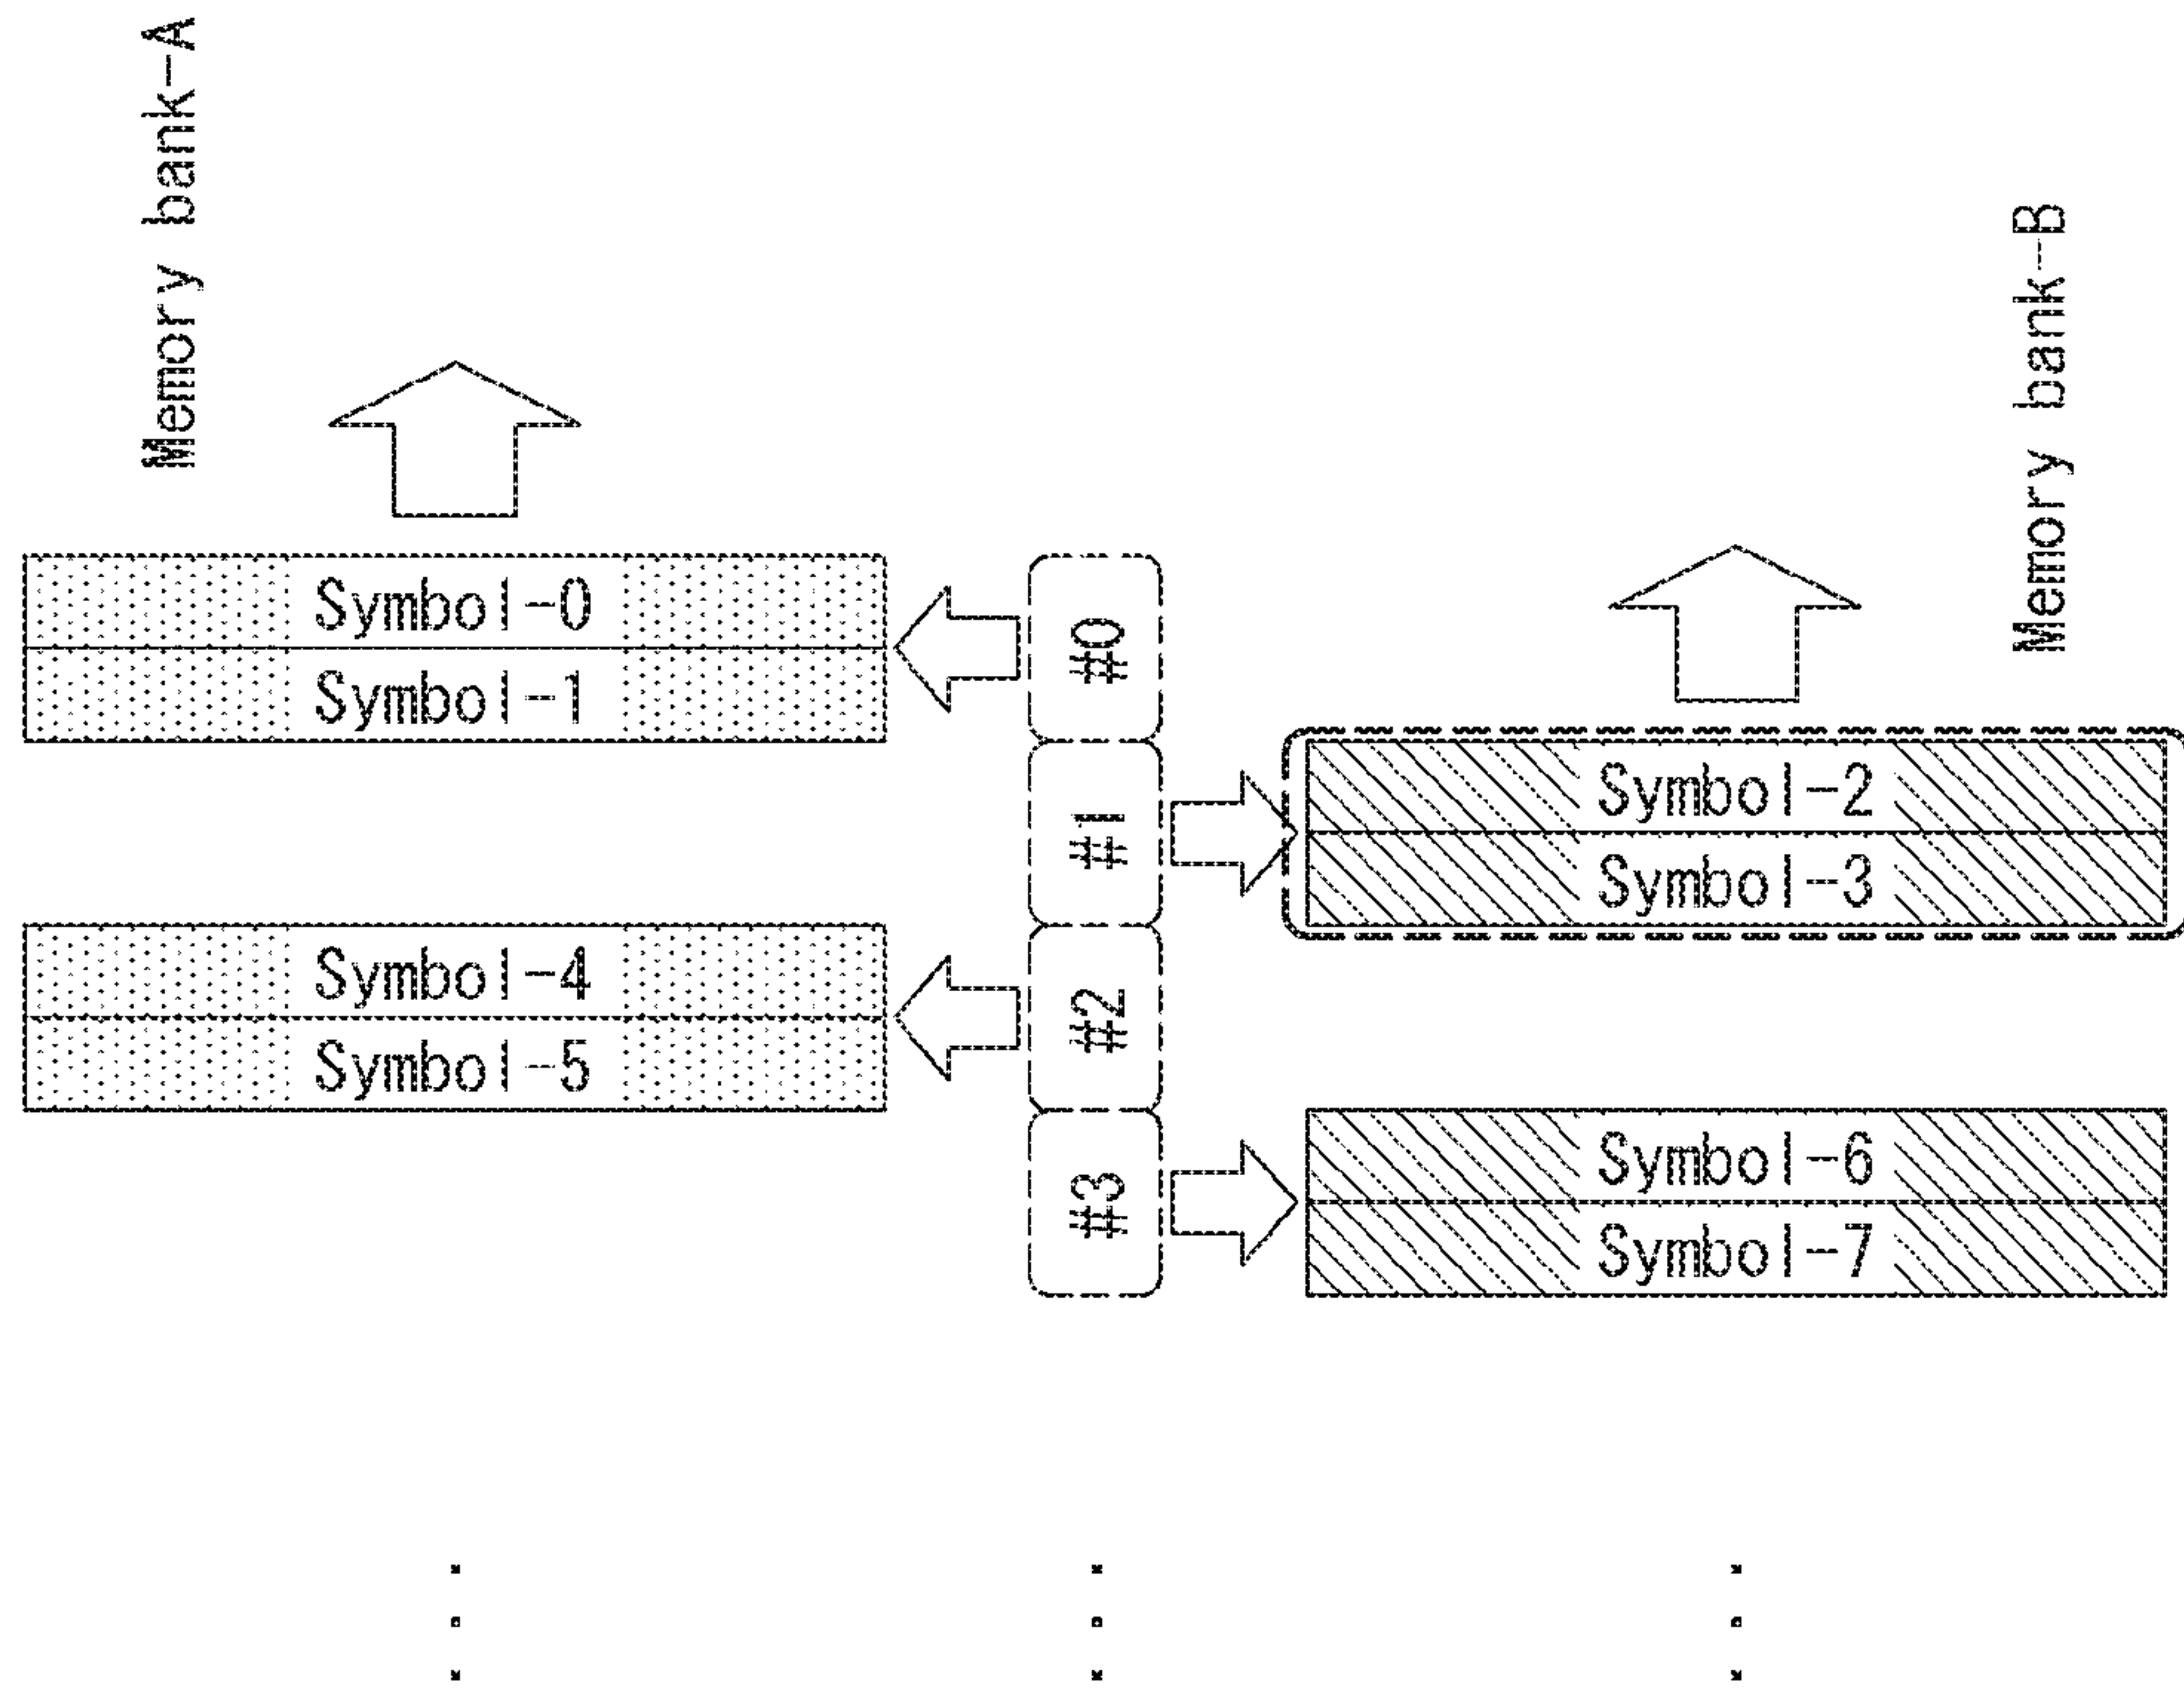 Memory bank-A
Memory bank-B
Symbol-0
Symbol-1
#0
#1
Symbol-2
Symbol-3
Symbol-4
Symbol-5
#2
#3
Symbol-6
Symbol-7